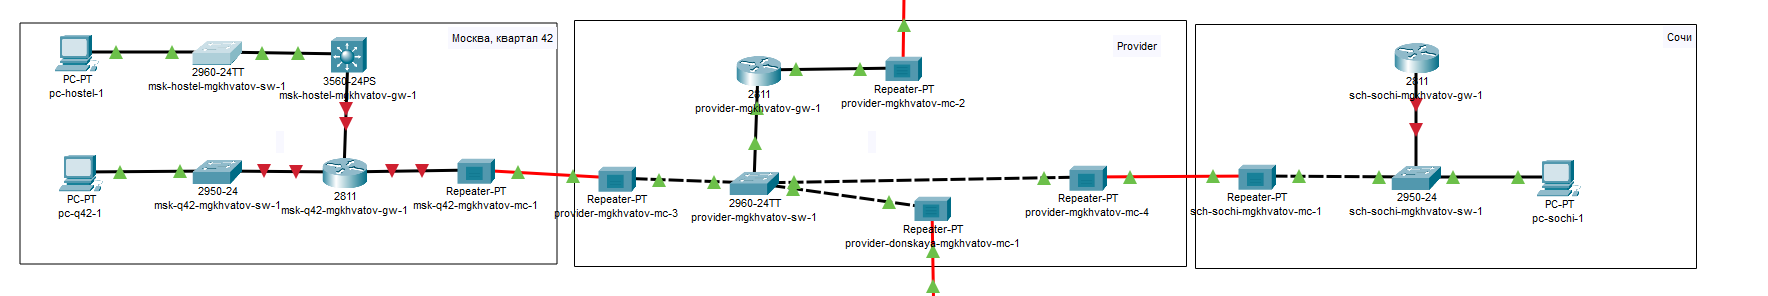 Москва, квартал 42
PC-PT
pc-hostel-1
2960-24TT
msk-hostel-mgkhvatov-sw-1
3560-24PS
msk-hostel-mgkhvatov-gw-1
PC-PT
pc-q42-1
2950-24
msk-q42-mgkhvatov-sw-1
2811
msk-q42-mgkhvatov-gw-1
Repeater-PT
msk-q42-mgkhvatov-mc-1
Provider
2811
provider-mgkhvatov-gw-1
Repeater-PT
provider-mgkhvatov-mc-2
Repeater-PT
provider-mgkhvatov-mc-3
2960-24TT
provider-mgkhvatov-sw-1
Repeater-PT
provider-mgkhvatov-mc-4
Repeater-PT
provider-donskaya-mgkhvatov-mc-1
Сочи
2811
sch-sochi-mgkhvatov-gw-1
Repeater-PT
sch-sochi-mgkhvatov-mc-1
2950-24
sch-sochi-mgkhvatov-sw-1
PC-PT
pc-sochi-1